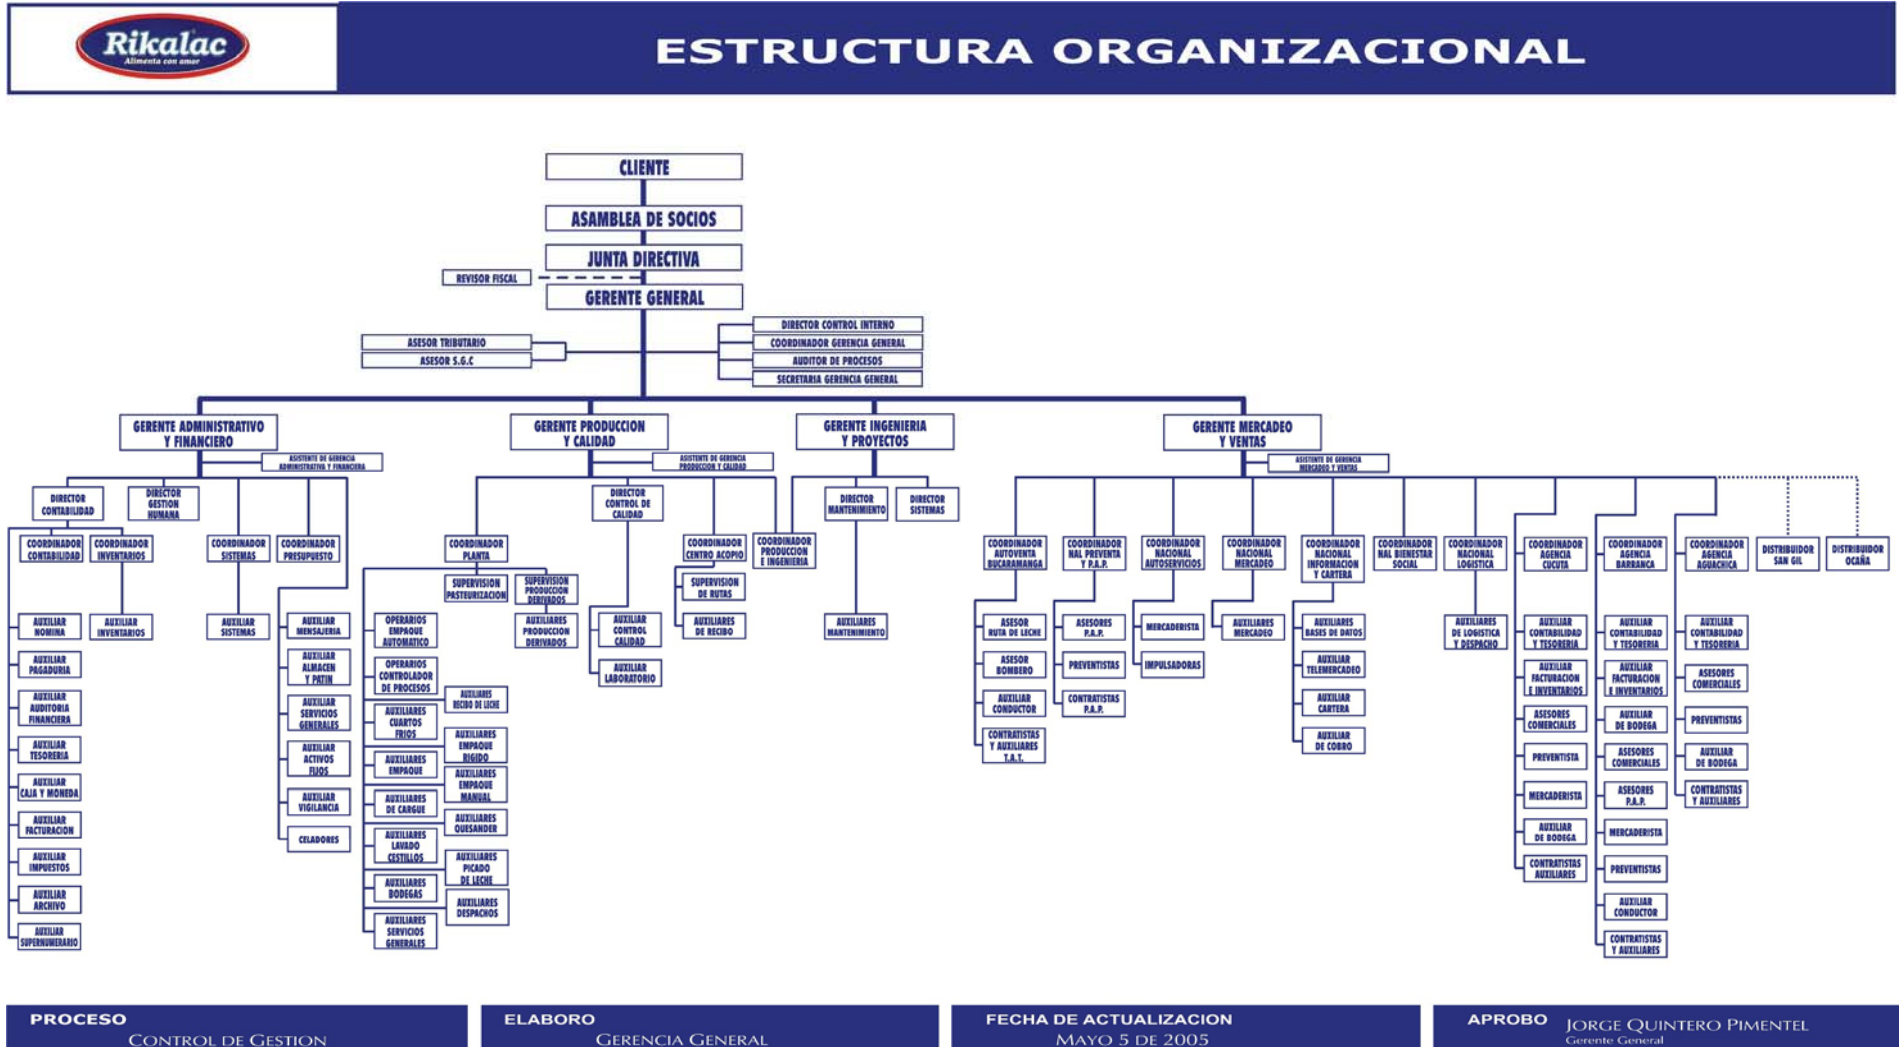 Rikalac
Alimenta con amor
ESTRUCTURA ORGANIZACIONAL
CLIENTE
ASAMBLEA DE SOCIOS
JUNTA DIRECTIVA
REVISOR FISCAL
GERENTE GENERAL
ASESOR TRIBUTARIO
ASESOR S.G.C
DIRECTOR CONTROL INTERNO
COORDINADOR GERENCIA GENERAL
AUDITOR DE PROCESOS
SECRETARIA GERENCIA GENERAL
GERENTE ADMINISTRATIVO
Y FINANCIERO
GERENTE PRODUCCION
Y CALIDAD
GERENTE INGENIERIA
Y PROYECTOS
GERENTE MERCADEO
Y VENTAS
ASISTENTE DE GERENCIA
ADMINISTRATIVA Y FINANCIERA
ASISTENTE DE GERENCIA
PRODUCCION Y CALIDAD
ASISTENTE DE GERENCIA
MERCADEO Y VENTAS
DIRECTOR
CONTABILIDAD
DIRECTOR
GESTION
HUMANA
DIRECTOR
CONTROL DE
CALIDAD
DIRECTOR
MANTENIMIENTO
DIRECTOR
SISTEMAS
COORDINADOR
CONTABILIDAD
COORDINADOR
INVENTARIOS
COORDINADOR
SISTEMAS
COORDINADOR
PRESUPUESTO
COORDINADOR
PLANTA
COORDINADOR
CENTRO ACOPIO
COORDINADOR
PRODUCCION
E INGENIERIA
COORDINADOR
AUTOVENTA
BUCARAMANGA
COORDINADOR
NAL PREVENTA
Y P.A.P.
COORDINADOR
NACIONAL
AUTOSERVICIOS
COORDINADOR
NACIONAL
MERCADEO
COORDINADOR
NACIONAL
INFORMACION
Y CARTERA
COORDINADOR
NAL BIENESTAR
SOCIAL
COORDINADOR
NACIONAL
LOGISTICA
COORDINADOR
AGENCIA
CUCUTA
COORDINADOR
AGENCIA
BARRANCA
COORDINADOR
AGENCIA
AGUACHICA
DISTRIBUIDOR
SAN GIL
DISTRIBUIDOR
OCAÑA
SUPERVISION
PASTEURIZACION
SUPERVISION
PRODUCCION
DERIVADOS
SUPERVISION
DE RUTAS
AUXILIAR
NOMINA
AUXILIAR
PAGADURIA
AUXILIAR
AUDITORIA
FINANCIERA
AUXILIAR
TESORERIA
AUXILIAR
CAJA Y MONEDA
AUXILIAR
FACTURACION
AUXILIAR
IMPUESTOS
AUXILIAR
ARCHIVO
AUXILIAR
SUPERNUMERARIO
AUXILIAR
INVENTARIOS
AUXILIAR
SISTEMAS
AUXILIAR
MENSAJERIA
AUXILIAR
ALMACEN
Y PATIN
AUXILIAR
SERVICIOS
GENERALES
AUXILIAR
ACTIVOS
FIJOS
AUXILIAR
VIGILANCIA
CELADORES
OPERARIOS
EMPAQUE
AUTOMATICO
OPERARIOS
CONTROLADOR
DE PROCESOS
AUXILIARES
CUARTOS
FRIOS
AUXILIARES
EMPAQUE
AUXILIARES
DE CARGUE
AUXILIARES
LAVADO
CESTILLOS
AUXILIARES
BODEGAS
AUXILIARES
SERVICIOS
GENERALES
AUXILIARES
RECIBO DE LECHE
AUXILIARES
EMPAQUE
RIGIDO
AUXILIARES
EMPAQUE
MANUAL
AUXILIARES
QUESANDER
AUXILIARES
PICADO
DE LECHE
AUXILIARES
DESPACHOS
AUXILIARES
PRODUCCION
DERIVADOS
AUXILIAR
CONTROL
CALIDAD
AUXILIAR
LABORATORIO
AUXILIARES
DE RECIBO
AUXILIARES
MANTENIMIENTO
ASESOR
RUTA DE LECHE
ASESOR
BOMBERO
AUXILIAR
CONDUCTOR
CONTRATISTAS
Y AUXILIARES
T.A.T.
ASESORES
P.A.P.
PREVENTISTAS
CONTRATISTAS
P.A.P.
MERCADERISTA
IMPULSADORAS
AUXILIARES
MERCADEO
AUXILIARES
BASES DE DATOS
AUXILIAR
TELEMERCADEO
AUXILIAR
CARTERA
AUXILIAR
DE COBRO
AUXILIARES
DE LOGISTICA
Y DESPACHO
AUXILIAR
CONTABILIDAD
Y TESORERIA
AUXILIAR
FACTURACION
E INVENTARIOS
ASESORES
COMERCIALES
PREVENTISTA
MERCADERISTA
AUXILIAR
DE BODEGA
CONTRATISTAS
AUXILIARES
AUXILIAR
CONTABILIDAD
Y TESORERIA
AUXILIAR
FACTURACION
E INVENTARIOS
AUXILIAR
DE BODEGA
ASESORES
COMERCIALES
ASESORES
P.A.P.
MERCADERISTA
PREVENTISTAS
AUXILIAR
CONDUCTOR
CONTRATISTAS
Y AUXILIARES
AUXILIAR
CONTABILIDAD
Y TESORERIA
ASESORES
COMERCIALES
PREVENTISTAS
AUXILIAR
DE BODEGA
CONTRATISTAS
Y AUXILIARES
PROCESO
CONTROL DE GESTION
ELABORO
GERENCIA GENERAL
FECHA DE ACTUALIZACION
MAYO 5 DE 2005
APROBO JORGE QUINTERO PIMENTEL
Gerente General